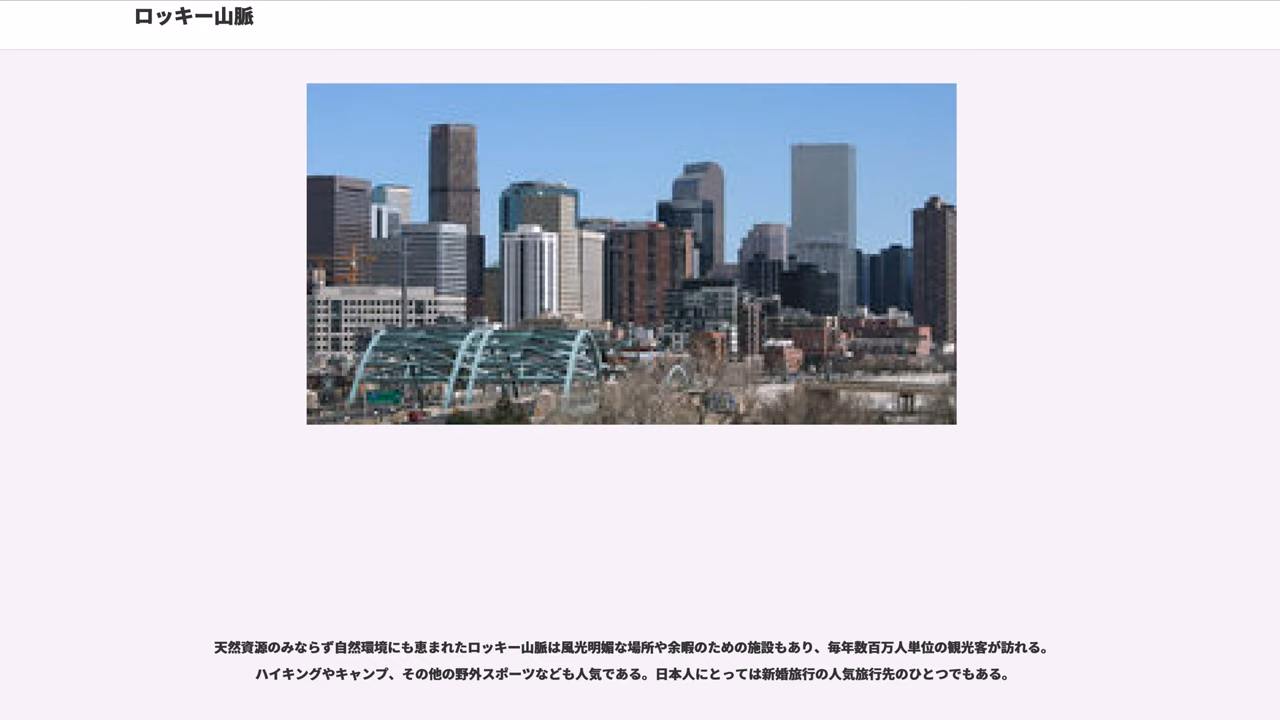 ロッキー山脈
天然資源のみならず自然環境にも恵まれたロッキー山脈は風光明媚な場所や余暇のための施設もあり、毎年数百万人単位の観光客が訪れる。
ハイキングやキャンプ、その他の野外スポーツなども人気である。日本人にとっては新婚旅行の人気旅行先のひとつでもある。